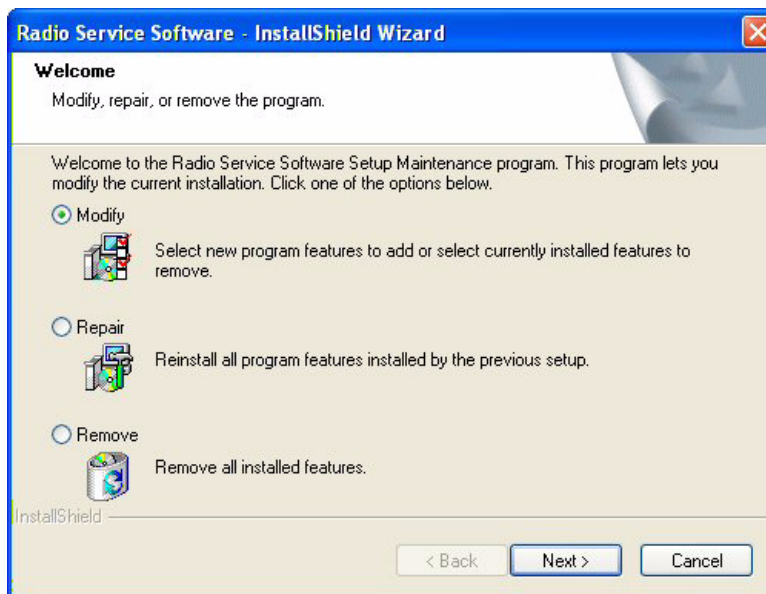 Radio Service Software - InstallShield Wizard
Welcome
Modify, repair, or remove the program.
Welcome to the Radio Service Software Setup Maintenance program. This program lets you
modify the current installation. Click one of the options below.
Modify
Select new program features to add or select currently installed features to
remove.
Repair
Reinstall all program features installed by the previous setup.
Remove
Remove all installed features.
InstallShield
< Back
Next >
Cancel